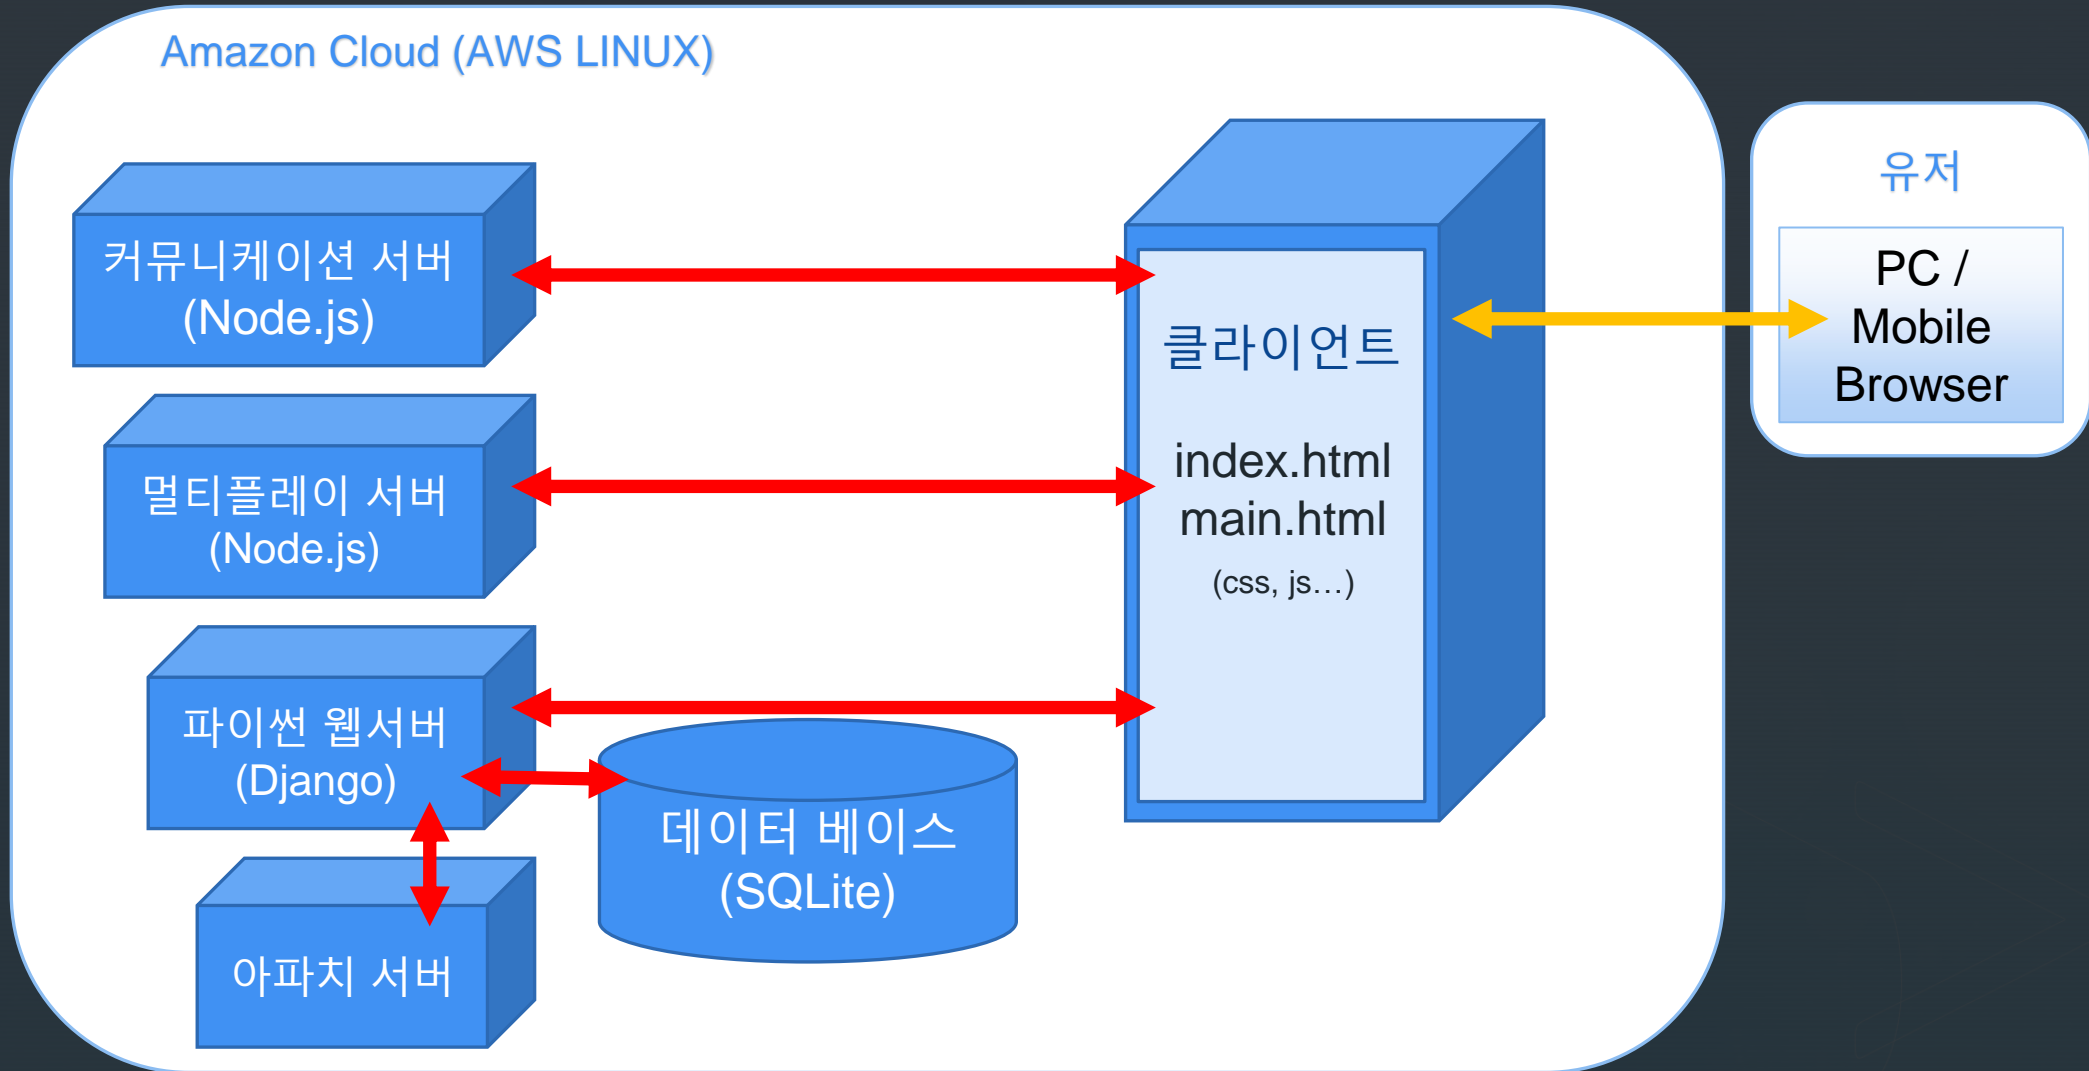 Amazon Cloud (AWS LINUX)
커뮤니케이션 서버
(Node.js)
멀티플레이 서버
(Node.js)
파이썬 웹서버
(Django)
아파치 서버
데이터 베이스
(SQLite)
클라이언트
index.html
main.html
(css, js…)
유저
PC /
Mobile
Browser